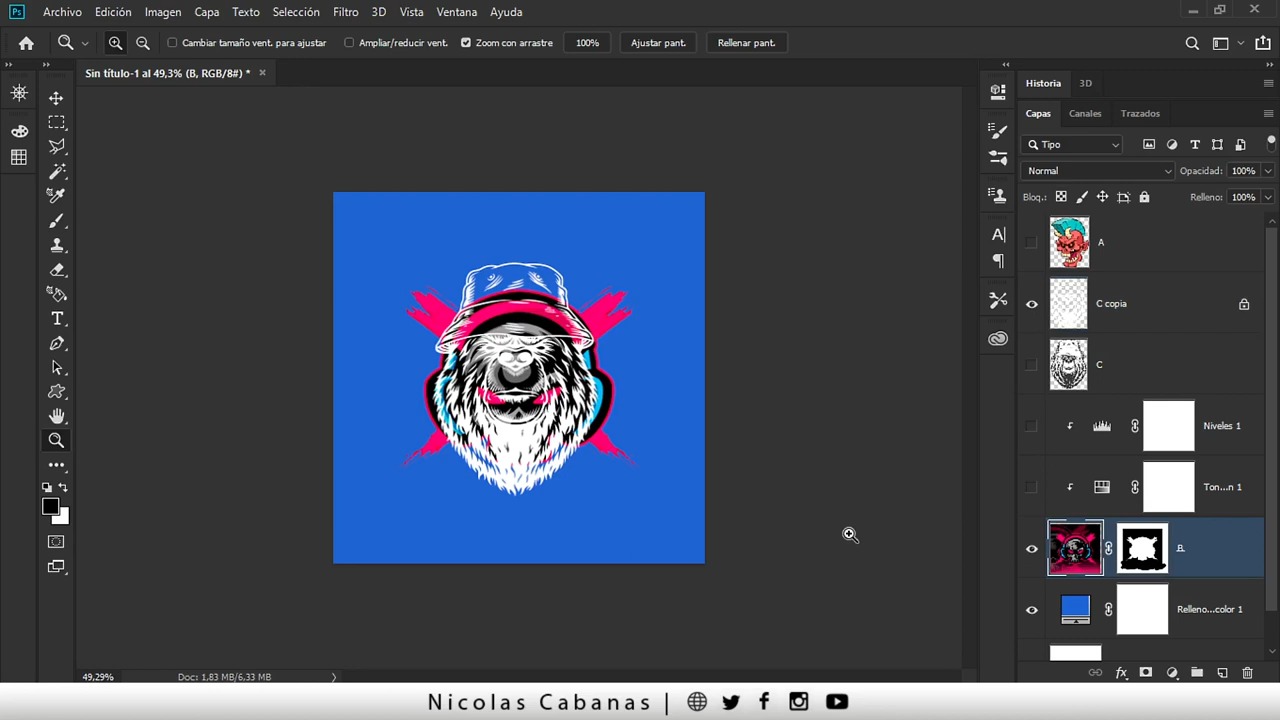 Ps Archivo Edición Imagen Capa Texto Selección Filtro 3D Vista Ventana Ayuda
Cambiar tamaño vent. para ajustar Ampliar/reducir vent. Zoom con arrastre 100% Ajustar pant. Rellenar pant.
Sin título-1 al 49,3% (B, RGB/8#) *
Historia 3D
Capas Canales Trazados
Tipo
Normal Opacidad: 100%
Bloq.: Relleno: 100%
A
C copia
C
Niveles 1
Ton...n 1
B
Relleno...color 1
49,29% Doc: 1,83 MB/6,33 MB
Nicolas Cabanas |